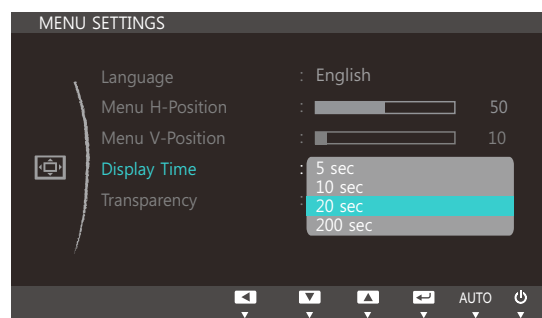 MENU SETTINGS
Language : English
Menu H-Position : 50
Menu V-Position : 10
Display Time : 5 sec
10 sec
Transparency : 20 sec
200 sec
AUTO